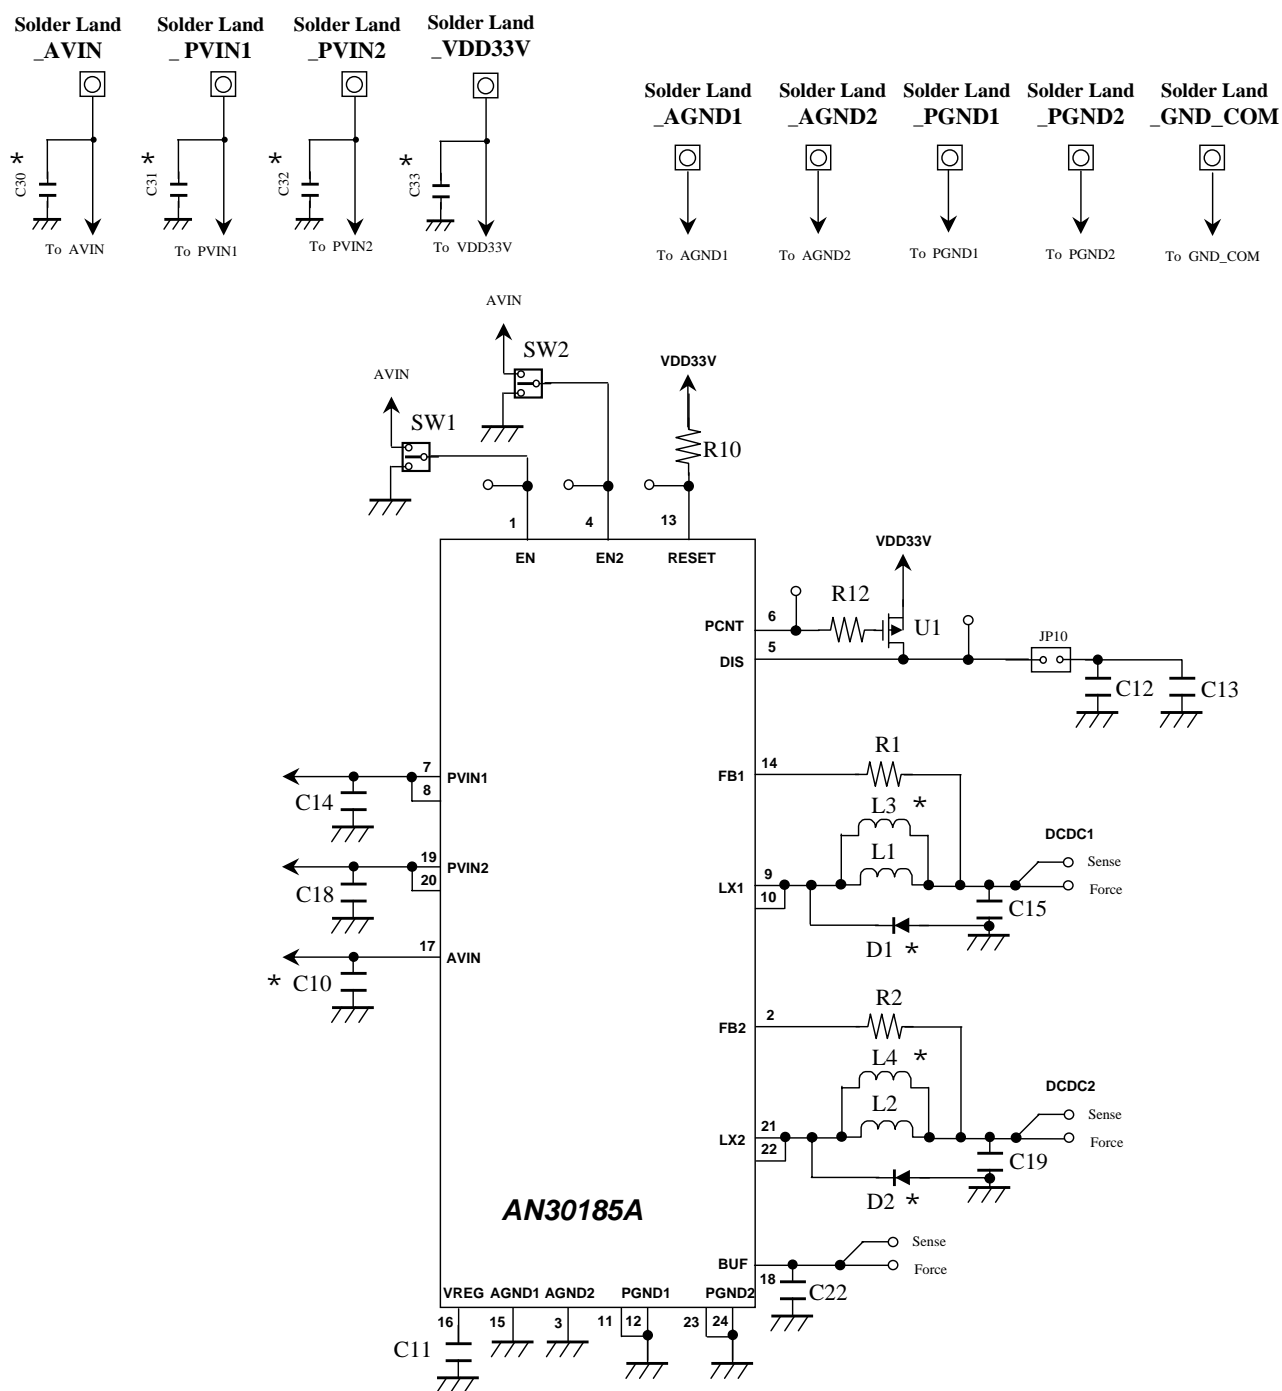 Solder Land
_AVIN
Solder Land
_ PVIN1
Solder Land
_PVIN2
Solder Land
_VDD33V
*
C30
*
C31
*
C32
*
C33
To AVIN
To PVIN1
To PVIN2
To VDD33V
Solder Land
_AGND1
Solder Land
_AGND2
Solder Land
_PGND1
Solder Land
_PGND2
Solder Land
_GND_COM
To AGND1
To AGND2
To PGND1
To PGND2
To GND_COM
AVIN
SW2
AVIN
SW1
VDD33V
R10
1
4
13
EN
EN2
RESET
VDD33V
R12
6
PCNT
U1
5
DIS
JP10
C12
C13
R1
14
FB1
L3 *
L1
DCDC1
Sense
Force
9
LX1
10
C15
D1 *
7
PVIN1
8
C14
19
PVIN2
20
C18
17
AVIN
* C10
R2
2
FB2
L4 *
L2
DCDC2
Sense
Force
21
LX2
22
C19
D2 *
AN30185A
Sense
Force
BUF
18
C22
VREG
AGND1
AGND2
PGND1
PGND2
16
15
3
11
12
23
24
C11